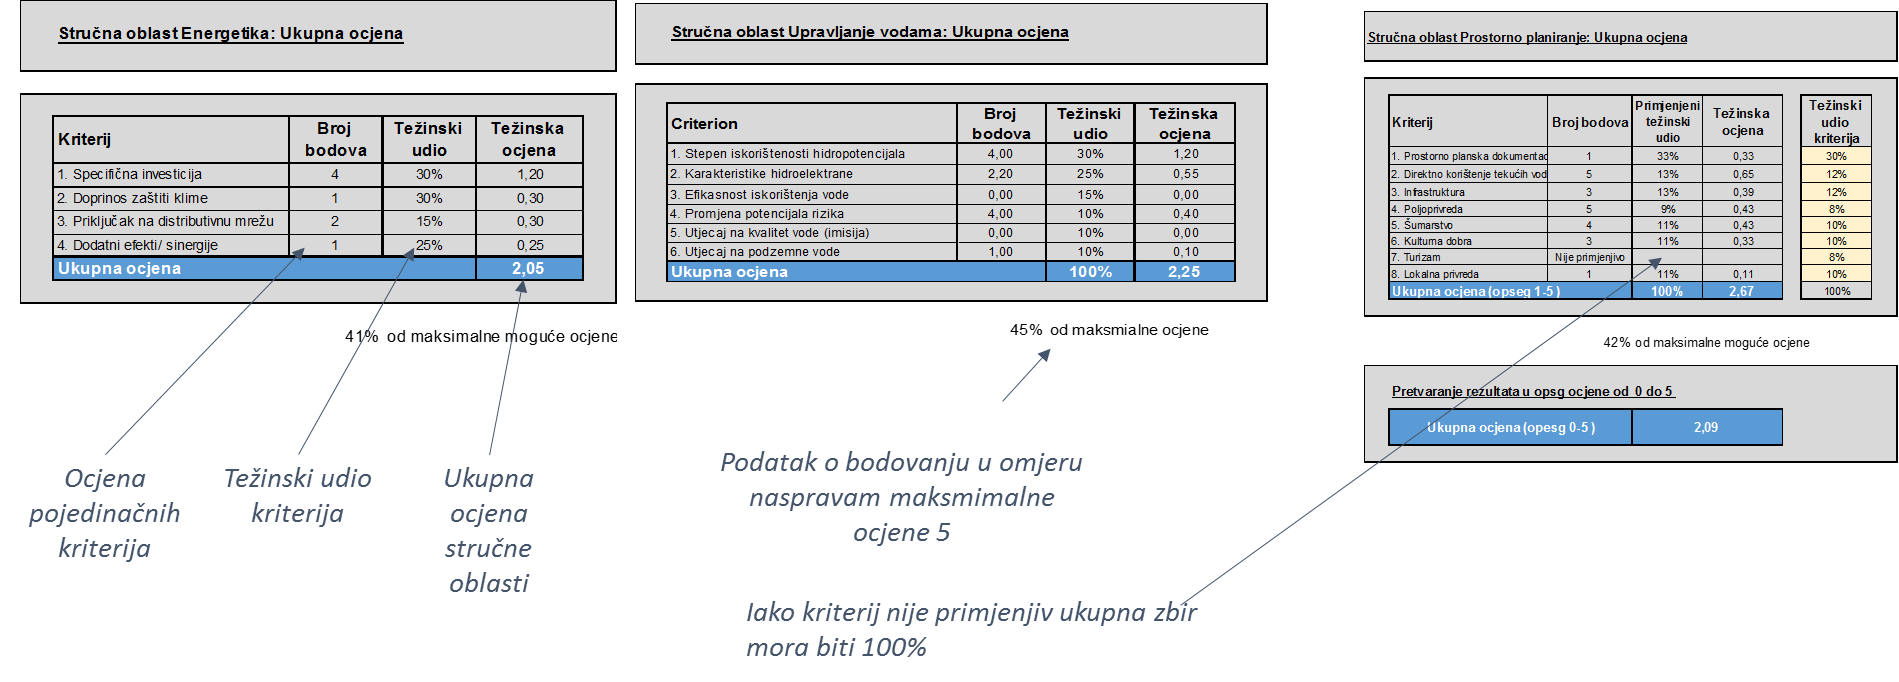 Stručna oblast Energetika: Ukupna ocjena
Kriterij Broj bodova Težinski udio Težinska ocjena
1. Specifična investicija 4 30% 1,20
2. Doprinos zaštiti klime 1 30% 0,30
3. Priključak na distributivnu mrežu 2 15% 0,30
4. Dodatni efekti/ sinergije 1 25% 0,25
Ukupna ocjena 2,05
41% od maksimalne moguće ocjene
Stručna oblast Upravljanje vodama: Ukupna ocjena
Criterion Broj bodova Težinski udio Težinska ocjena
1. Stepen iskorištenosti hidropotencijala 4,00 30% 1,20
2. Karakteristike hidroelektrane 2,20 25% 0,55
3. Efikasnost iskorištenja vode 0,00 15% 0,00
4. Promjena potencijala rizika 4,00 10% 0,40
5. Utjecaj na kvalitet vode (imisija) 0,00 10% 0,00
6. Utjecaj na podzemne vode 1,00 10% 0,10
Ukupna ocjena 100% 2,25
45% od maksmialne ocjene
Stručna oblast Prostorno planiranje: Ukupna ocjena
Kriterij Broj bodova Primjenjeni težinski udio Težinska ocjena Težinski udio kriterija
1. Prostorno planska dokumentac 1 33% 0,33 30%
2. Direktno korištenje tekućih vod 5 13% 0,65 12%
3. Infrastruktura 3 13% 0,39 12%
4. Poljoprivreda 5 9% 0,43 8%
5. Šumarstvo 4 11% 0,43 10%
6. Kulturna dobra 3 11% 0,33 10%
7. Turizam Nije primjenjivo 8%
8. Lokalna privreda 1 11% 0,11 10%
Ukupna ocjena (opseg 1-5 ) 100% 2,67 100%
42% od maksimalne moguće ocjene
Pretvaranje rezultata u opsg ocjene od 0 do 5
Ukupna ocjena (opesg 0-5 ) 2,09
Ocjena
pojedinačnih
kriterija
Težinski udio
kriterija
Ukupna
ocjena
stručne
oblasti
Podatak o bodovanju u omjeru
naspravam maksmimalne
ocjene 5
Iako kriterij nije primjenjiv ukupna zbir
mora biti 100%